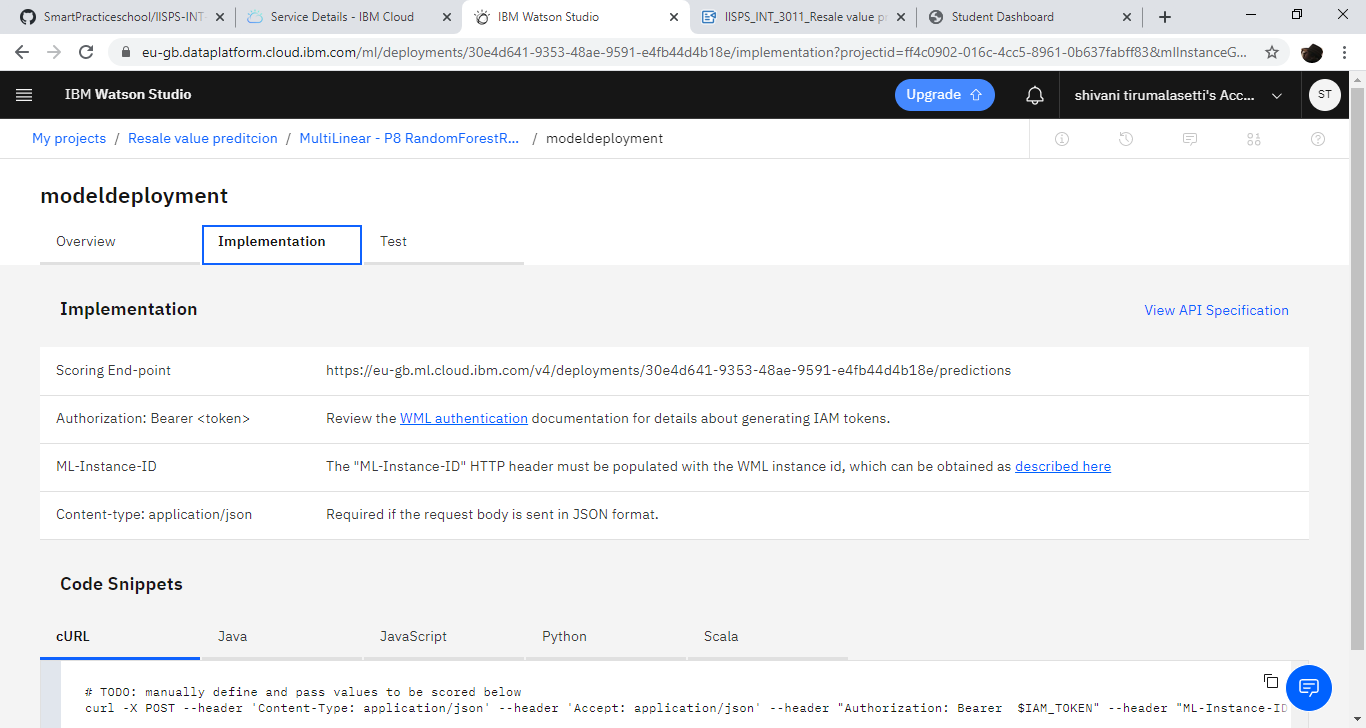 SmartPracticeschool/IISPS-INT-
Service Details - IBM Cloud
IBM Watson Studio
IISPS_INT_3011_Resale value pr
Student Dashboard
eu-gb.dataplatform.cloud.ibm.com/ml/deployments/30e4d641-9353-48ae-9591-e4fb44d4b18e/implementation?projectid=ff4c0902-016c-4cc5-8961-0b637fabff83&mlInstanceG...
IBM Watson Studio
Upgrade
shivani tirumalasetti's Acc...
ST
My projects / Resale value preditcion / MultiLinear - P8 RandomForestR... / modeldeployment
modeldeployment
Overview
Implementation
Test
Implementation
View API Specification
Scoring End-point
https://eu-gb.ml.cloud.ibm.com/v4/deployments/30e4d641-9353-48ae-9591-e4fb44d4b18e/predictions
Authorization: Bearer <token>
Review the WML authentication documentation for details about generating IAM tokens.
ML-Instance-ID
The "ML-Instance-ID" HTTP header must be populated with the WML instance id, which can be obtained as described here
Content-type: application/json
Required if the request body is sent in JSON format.
Code Snippets
cURL
Java
JavaScript
Python
Scala
# TODO: manually define and pass values to be scored below
curl -X POST --header 'Content-Type: application/json' --header 'Accept: application/json' --header "Authorization: Bearer  $IAM_TOKEN" --header "ML-Instance-ID